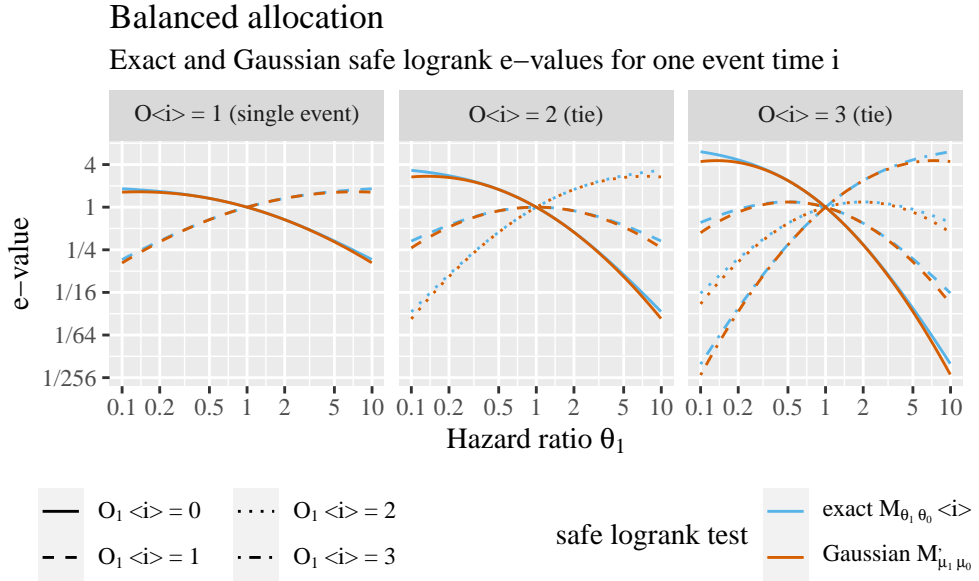 Balanced allocation
Exact and Gaussian safe logrank e−values for one event time i
O<i> = 1 (single event)
O<i> = 2 (tie)
O<i> = 3 (tie)
e−value
4
1
1/4
1/16
1/64
1/256
0.1 0.2 0.5 1 2 5 10
0.1 0.2 0.5 1 2 5 10
0.1 0.2 0.5 1 2 5 10
Hazard ratio θ₁
O₁ <i> = 0
O₁ <i> = 1
O₁ <i> = 2
O₁ <i> = 3
safe logrank test
exact M θ₁ θ₀ <i>
Gaussian M' μ₁ μ₀